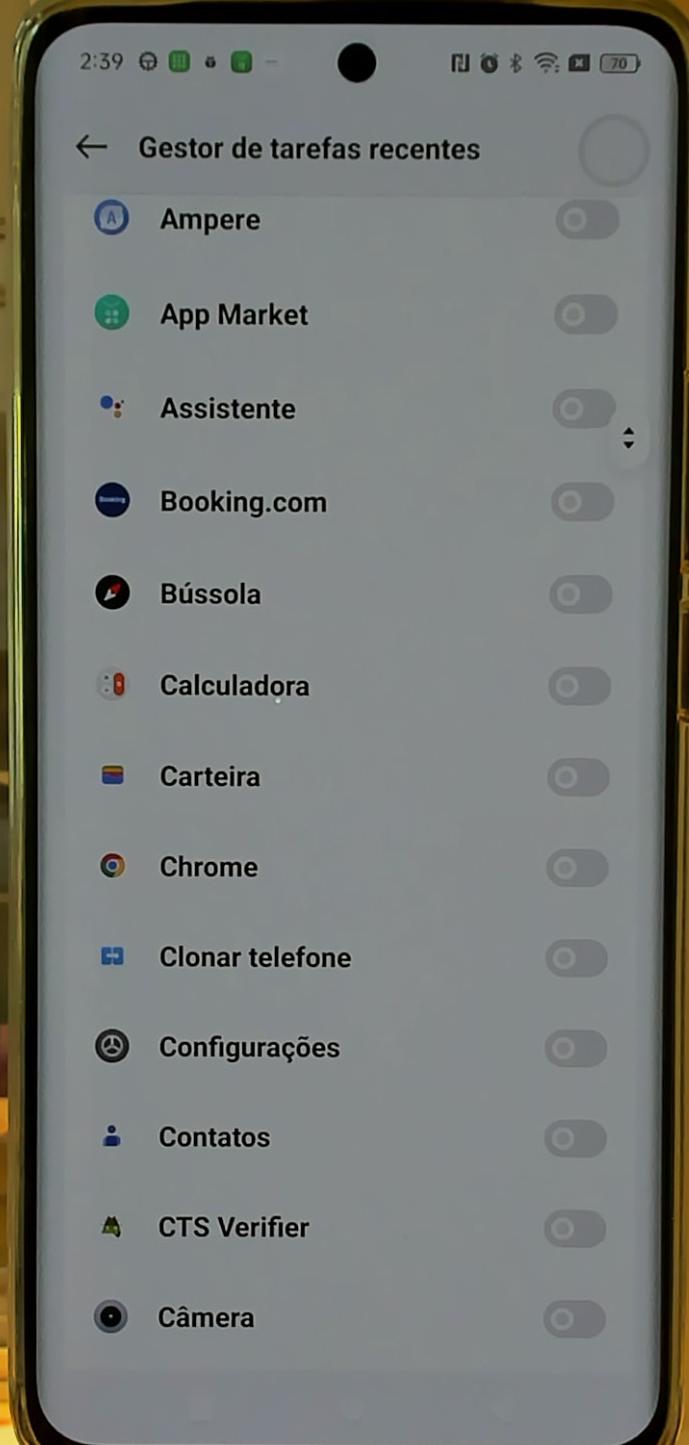 2:39
70
Gestor de tarefas recentes
A
Ampere
App Market
Assistente
Booking
Booking.com
Bússola
Calculadora
Carteira
Chrome
Clonar telefone
Configurações
Contatos
CTS Verifier
Câmera